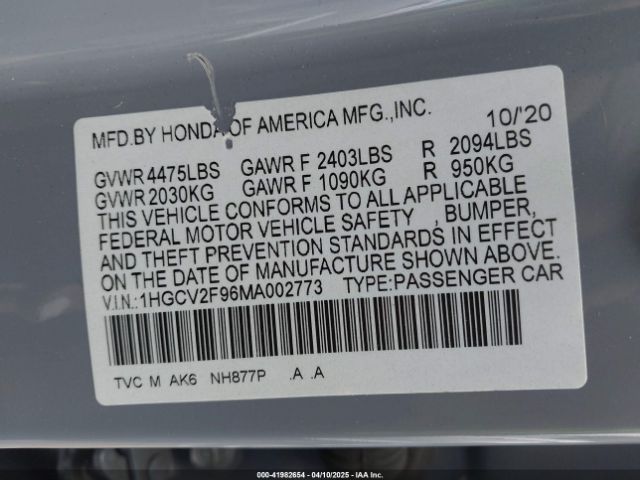 MFD.BY HONDA OF AMERICA MFG.,INC. 10/'20
GVWR 4475LBS GAWR F 2403LBS R 2094LBS
GVWR 2030KG GAWR F 1090KG R 950KG
THIS VEHICLE CONFORMS TO ALL APPLICABLE
FEDERAL MOTOR VEHICLE SAFETY , BUMPER,
AND THEFT PREVENTION STANDARDS IN EFFECT
ON THE DATE OF MANUFACTURE SHOWN ABOVE.
V.I.N.:1HGCV2F96MA002773 TYPE:PASSENGER CAR
TVC M AK6 NH877P .A .A
000-41982654 - 04/10/2025 - IAA Inc.